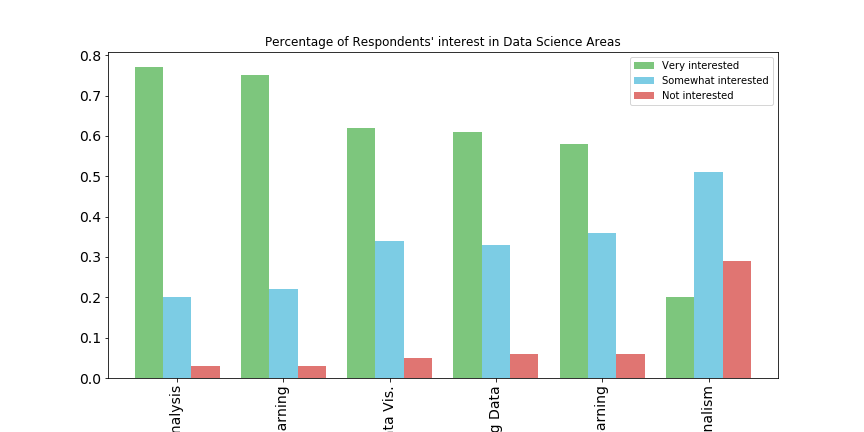 Percentage of Respondents' interest in Data Science Areas
Very interested
Somewhat interested
Not interested
0.8
0.7
0.6
0.5
0.4
0.3
0.2
0.1
0.0
nalysis
arning
ta Vis.
g Data
arning
nalism